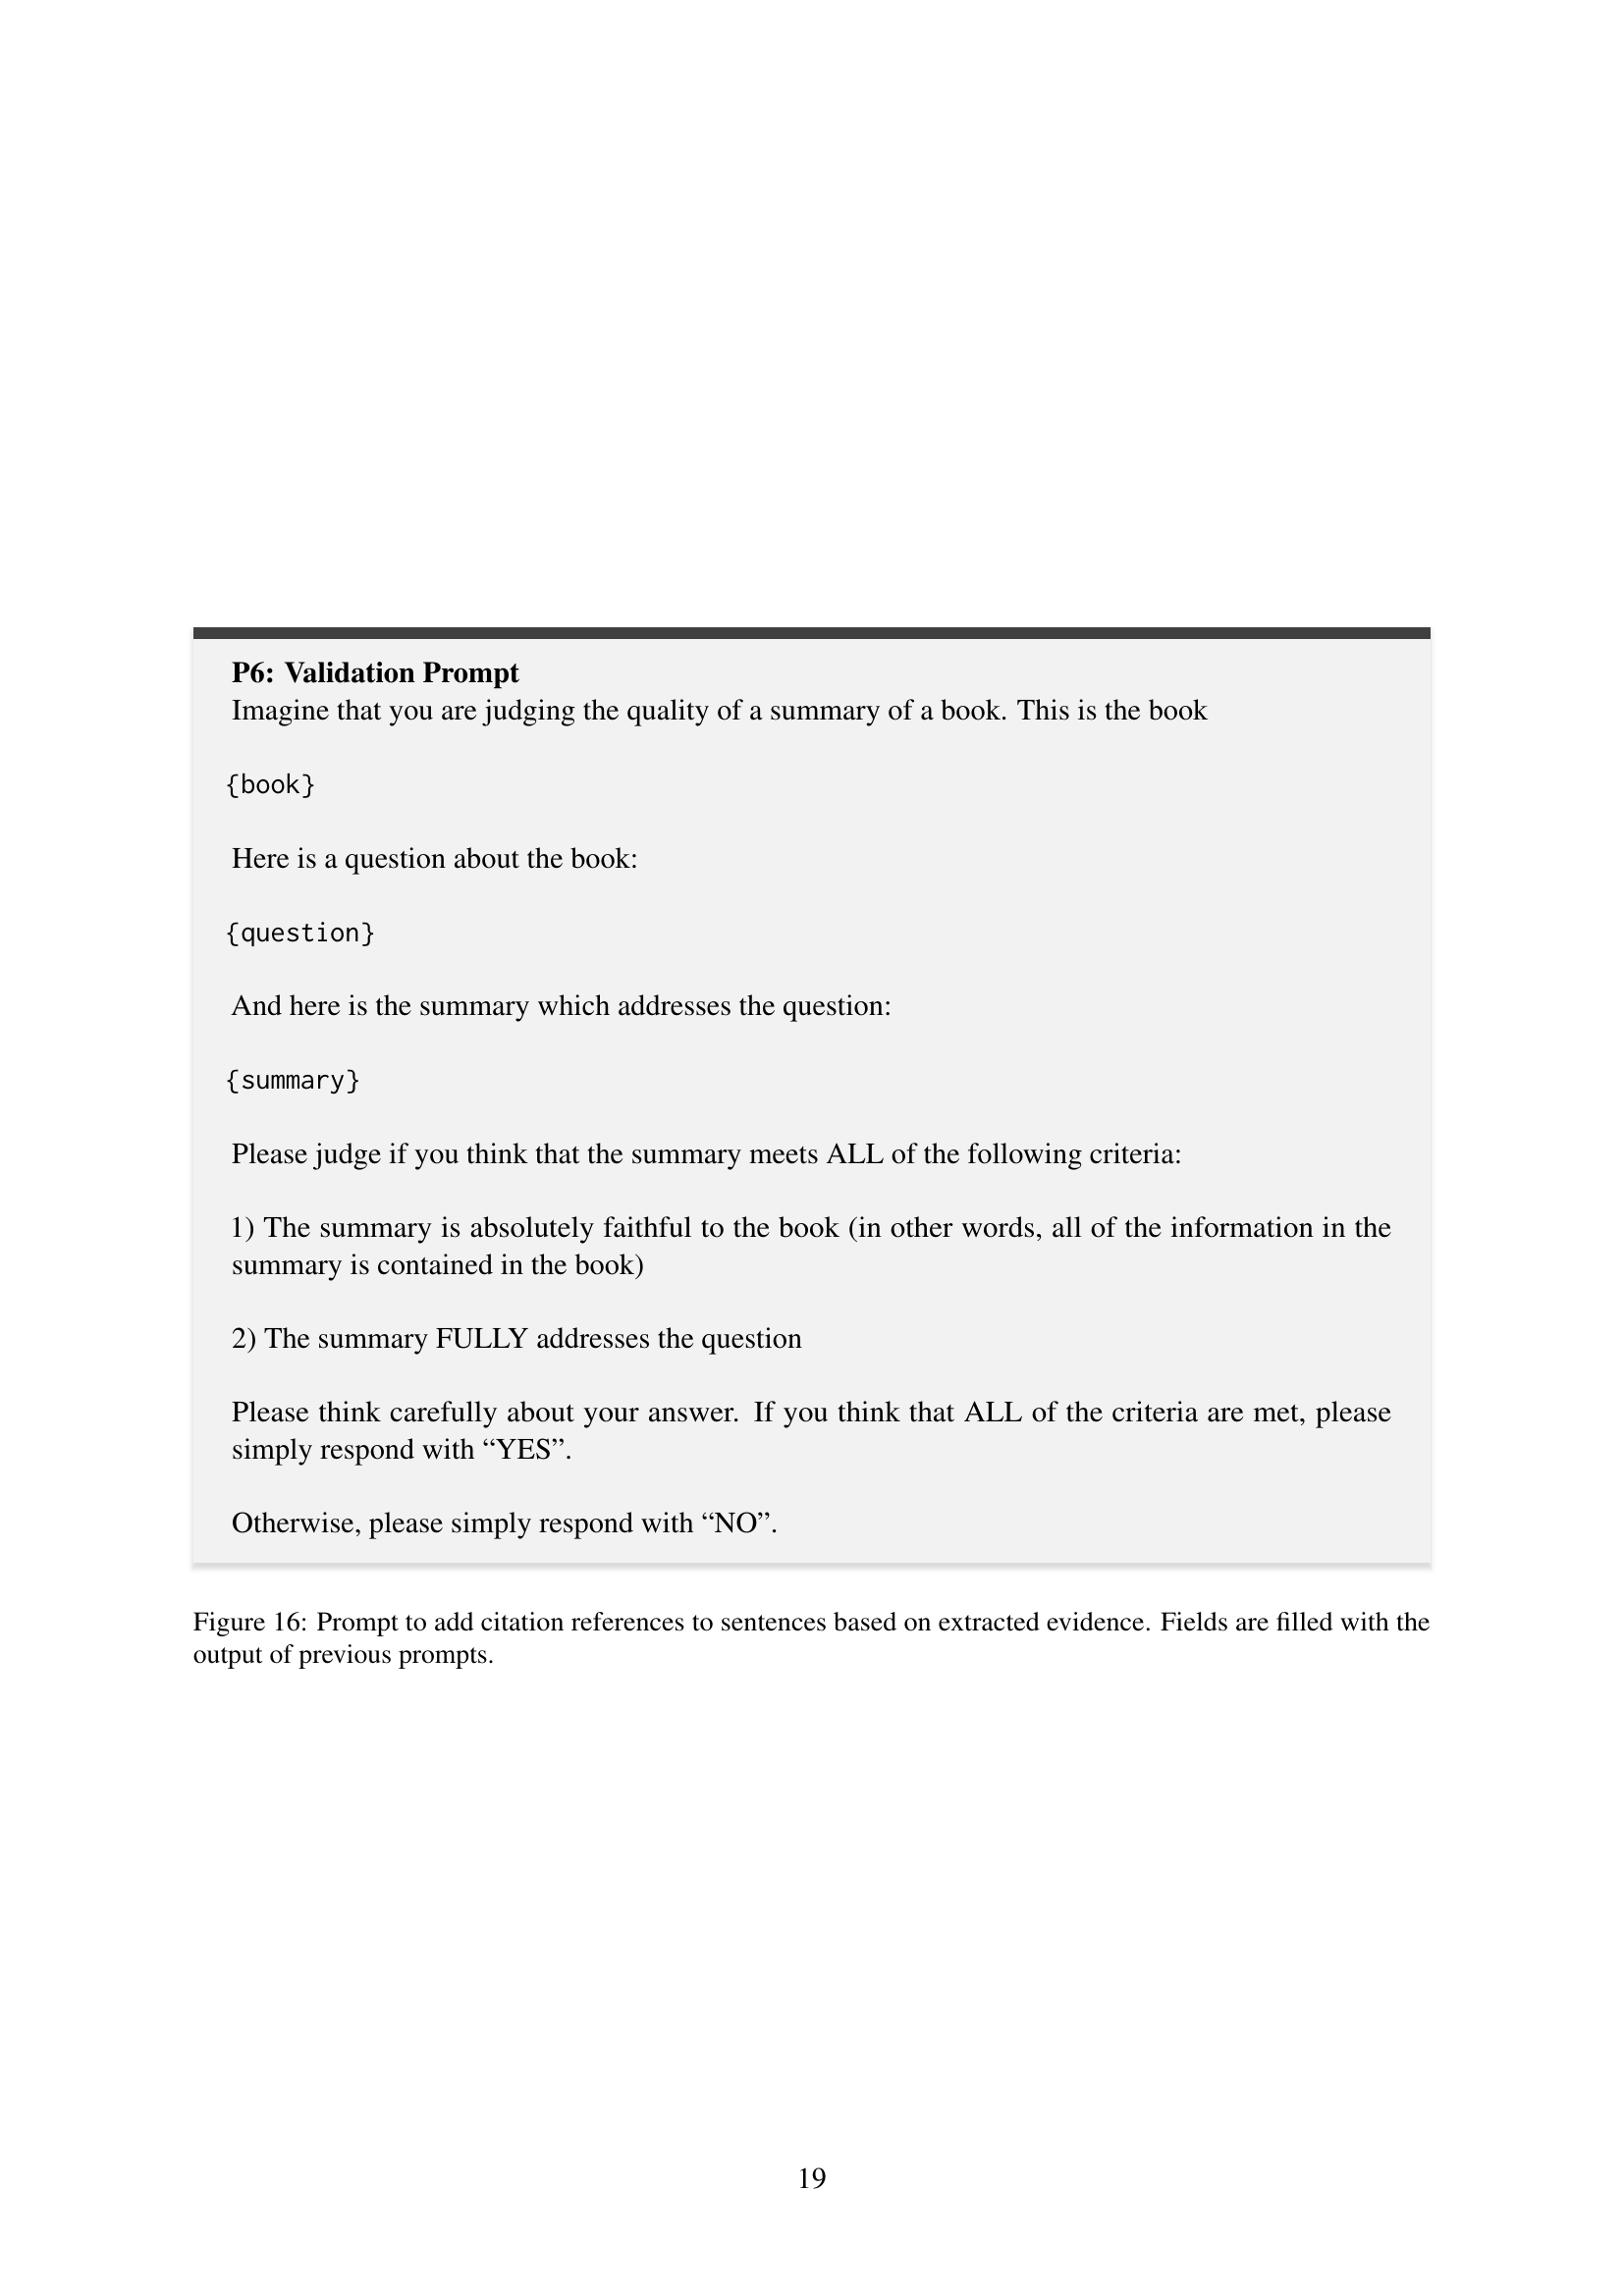 P6: Validation Prompt
Imagine that you are judging the quality of a summary of a book. This is the book
{book}
Here is a question about the book:
{question}
And here is the summary which addresses the question:
{summary}
Please judge if you think that the summary meets ALL of the following criteria:
1) The summary is absolutely faithful to the book (in other words, all of the information in the
summary is contained in the book)
2) The summary FULLY addresses the question
Please think carefully about your answer. If you think that ALL of the criteria are met, please
simply respond with “YES”.
Otherwise, please simply respond with “NO”.
Figure 16: Prompt to add citation references to sentences based on extracted evidence. Fields are filled with the
output of previous prompts.
19